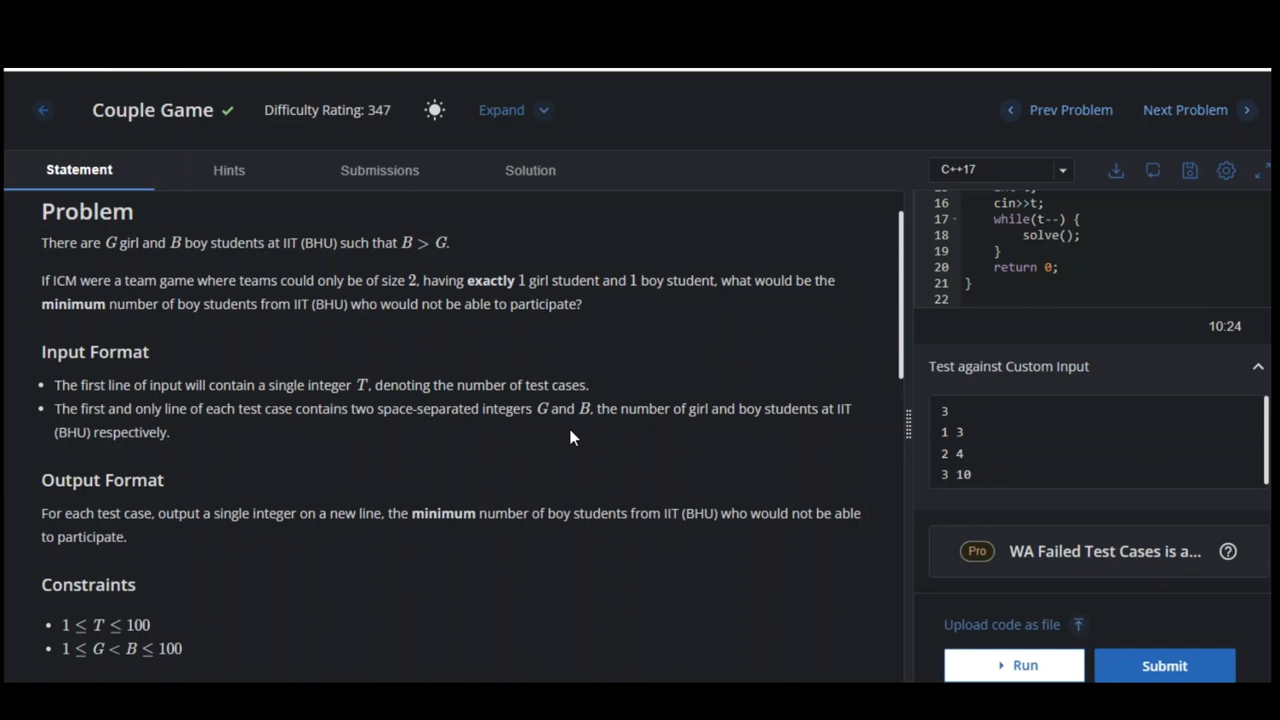 Couple Game
Difficulty Rating: 347
Expand
Prev Problem
Next Problem
Statement
Hints
Submissions
Solution
Problem
There are G girl and B boy students at IIT (BHU) such that B > G.
If ICM were a team game where teams could only be of size 2, having exactly 1 girl student and 1 boy student, what would be the
minimum number of boy students from IIT (BHU) who would not be able to participate?
Input Format
• The first line of input will contain a single integer T, denoting the number of test cases.
• The first and only line of each test case contains two space-separated integers G and B, the number of girl and boy students at IIT
(BHU) respectively.
Output Format
For each test case, output a single integer on a new line, the minimum number of boy students from IIT (BHU) who would not be able
to participate.
Constraints
• 1 ≤ T ≤ 100
• 1 ≤ G < B ≤ 100
C++17
16 cin>>t;
17 while(t--) {
18 solve();
19 }
20 return 0;
21 }
22
10:24
Test against Custom Input
3
1 3
2 4
3 10
Pro WA Failed Test Cases is a...
Upload code as file
Run
Submit